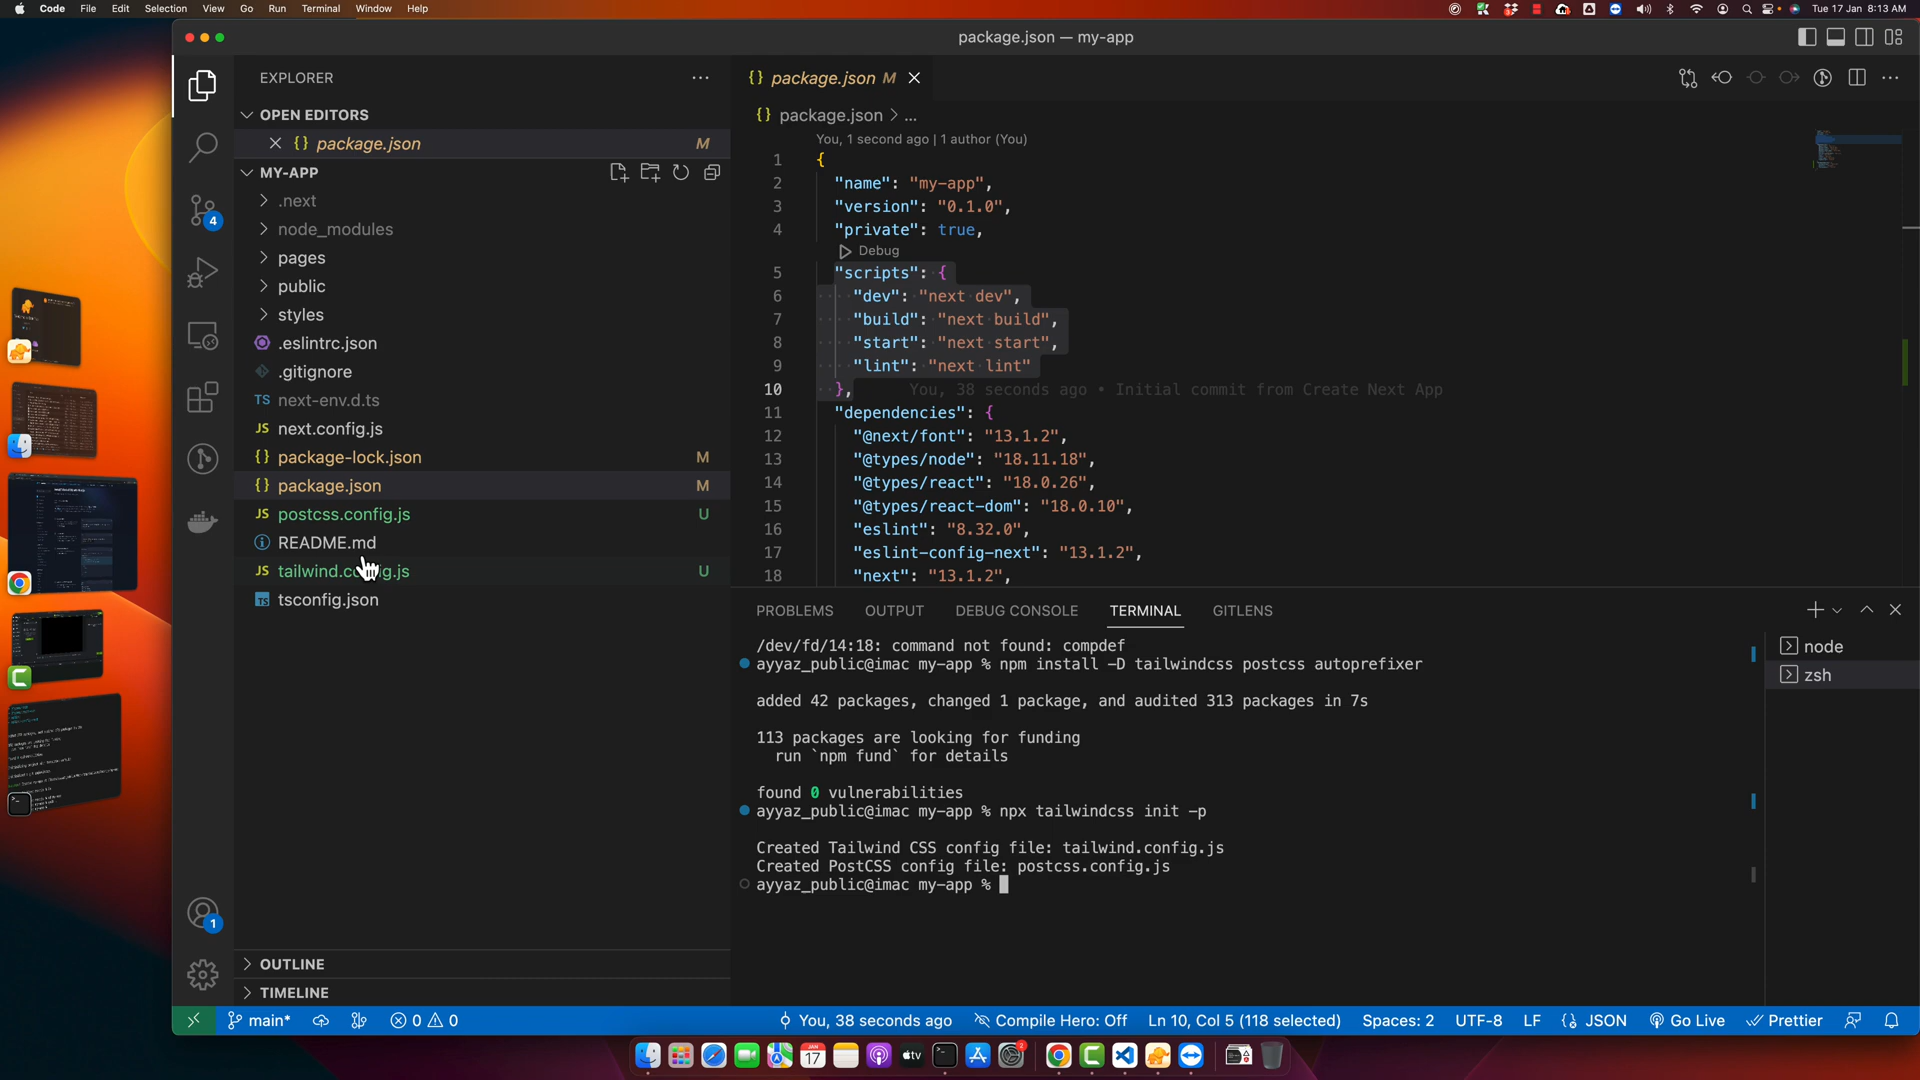 Code File Edit Selection View Go Run Terminal Window Help
Tue 17 Jan 8:13 AM
package.json — my-app
EXPLORER
OPEN EDITORS
package.json M
MY-APP
.next
node_modules
pages
public
styles
.eslintrc.json
.gitignore
TS next-env.d.ts
JS next.config.js
{} package-lock.json M
{} package.json M
JS postcss.config.js U
README.md
JS tailwind.config.js U
TS tsconfig.json
OUTLINE
TIMELINE
4
1
{} package.json M
{} package.json > ...
You, 1 second ago | 1 author (You)
1 {
2 "name": "my-app",
3 "version": "0.1.0",
4 "private": true,
Debug
5 "scripts": {
6 "dev": "next dev",
7 "build": "next build",
8 "start": "next start",
9 "lint": "next lint"
10 }, You, 38 seconds ago • Initial commit from Create Next App
11 "dependencies": {
12 "@next/font": "13.1.2",
13 "@types/node": "18.11.18",
14 "@types/react": "18.0.26",
15 "@types/react-dom": "18.0.10",
16 "eslint": "8.32.0",
17 "eslint-config-next": "13.1.2",
18 "next": "13.1.2",
PROBLEMS OUTPUT DEBUG CONSOLE TERMINAL GITLENS
/dev/fd/14:18: command not found: compdef
ayyaz_public@imac my-app % npm install -D tailwindcss postcss autoprefixer
added 42 packages, changed 1 package, and audited 313 packages in 7s
113 packages are looking for funding
run `npm fund` for details
found 0 vulnerabilities
ayyaz_public@imac my-app % npx tailwindcss init -p
Created Tailwind CSS config file: tailwind.config.js
Created PostCSS config file: postcss.config.js
ayyaz_public@imac my-app %
node
zsh
main* 0 0 You, 38 seconds ago Compile Hero: Off Ln 10, Col 5 (118 selected) Spaces: 2 UTF-8 LF {} JSON Go Live Prettier
JAN
17
tv
2